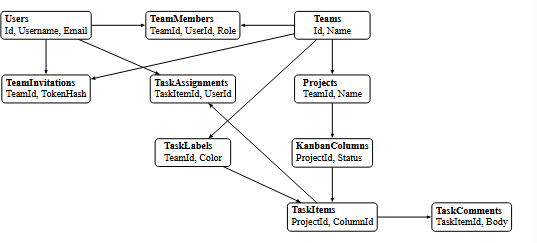 Users
Id, Username, Email
TeamMembers
TeamId, UserId, Role
Teams
Id, Name
TeamInvitations
TeamId, TokenHash
TaskAssignments
TaskItemId, UserId
Projects
TeamId, Name
TaskLabels
TeamId, Color
KanbanColumns
ProjectId, Status
TaskItems
ProjectId, ColumnId
TaskComments
TaskItemId, Body